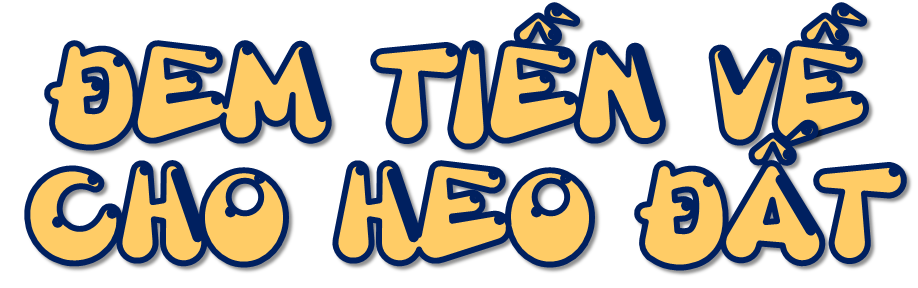 ĐEM TIỀN VỀ
CHO HEO ĐẤT